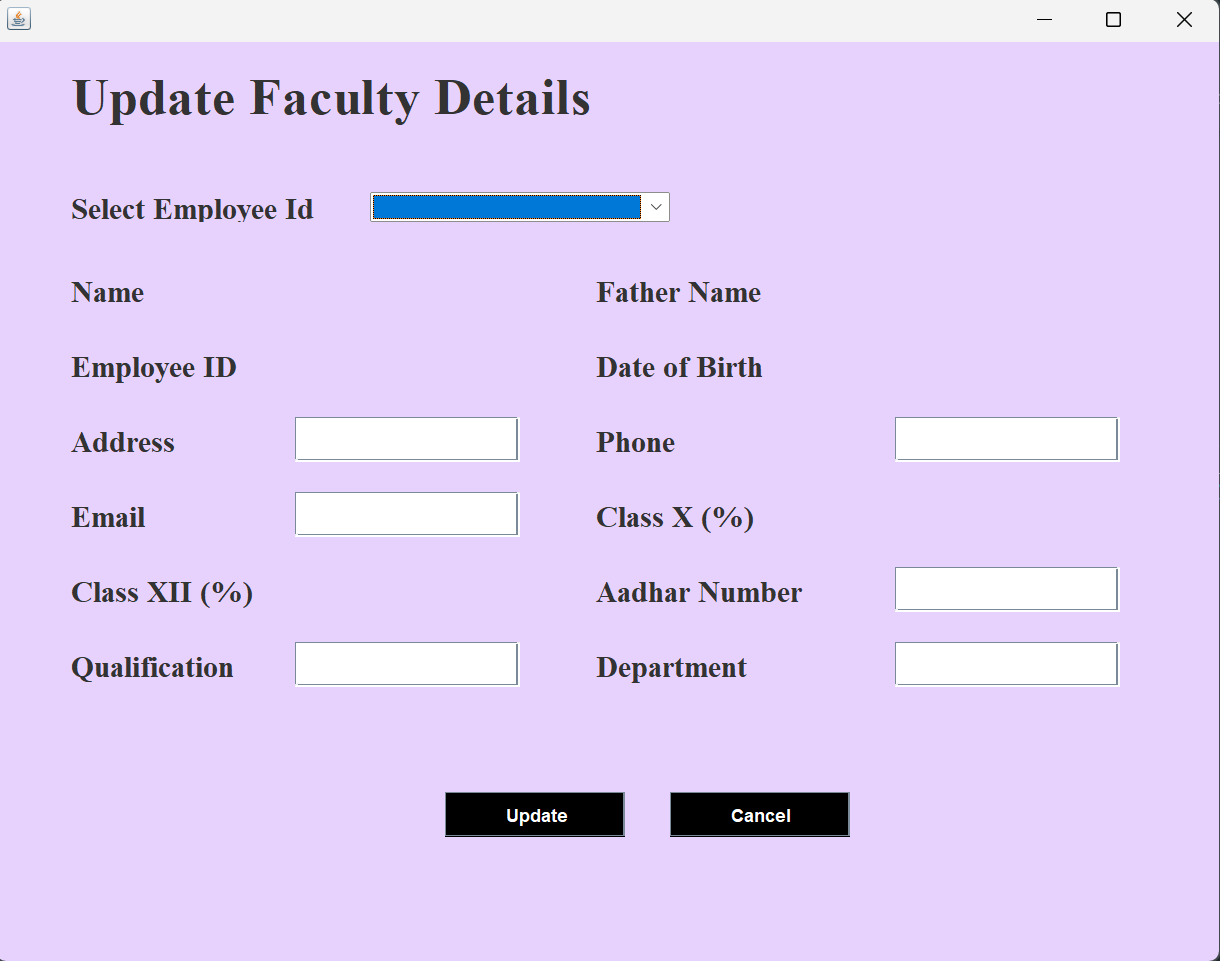 Update Faculty Details
Select Employee Id
Name
Father Name
Employee ID
Date of Birth
Address
Phone
Email
Class X (%)
Class XII (%)
Aadhar Number
Qualification
Department
Update
Cancel